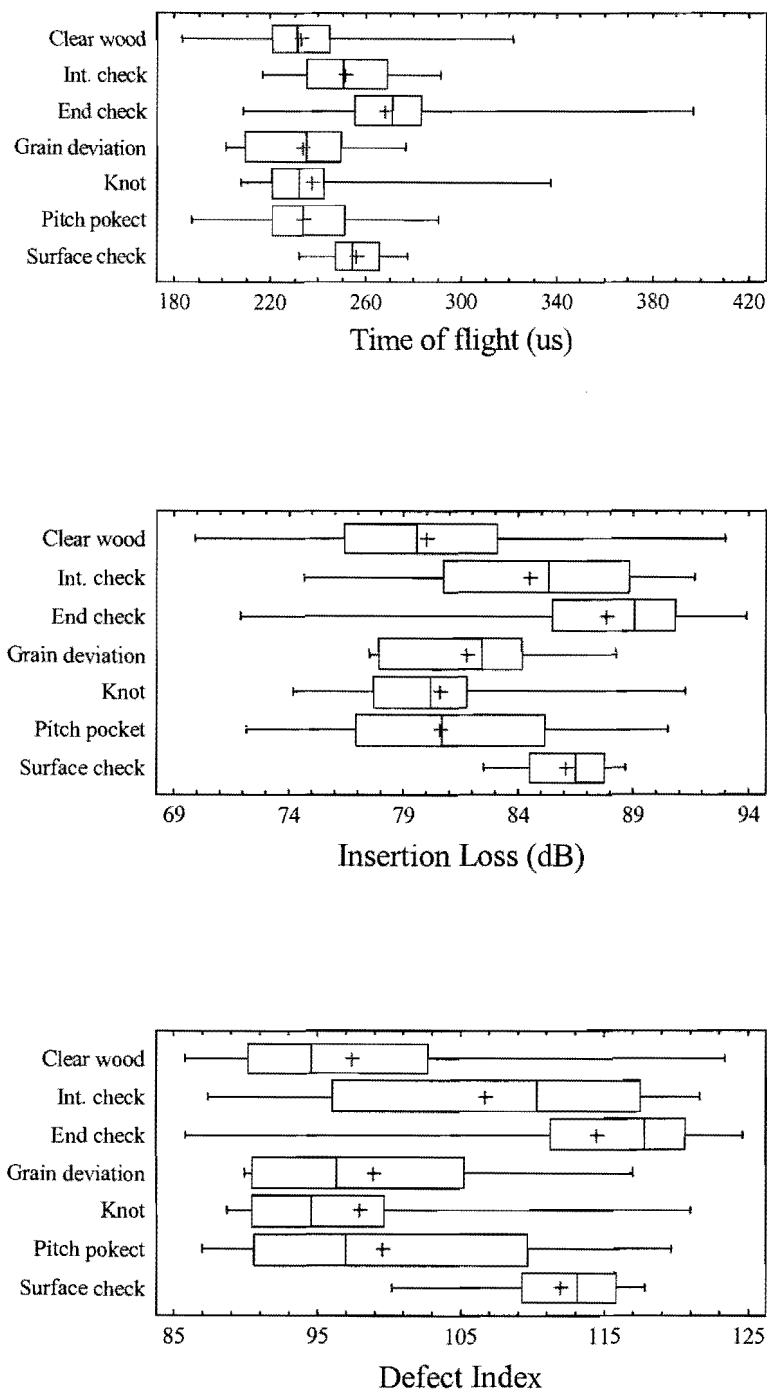 Clear wood
Int. check
End check
Grain deviation
Knot
Pitch pokect
Surface check
180 220 260 300 340 380 420
Time of flight (us)
Clear wood
Int. check
End check
Grain deviation
Knot
Pitch pocket
Surface check
69 74 79 84 89 94
Insertion Loss (dB)
Clear wood
Int. check
End check
Grain deviation
Knot
Pitch pokect
Surface check
85 95 105 115 125
Defect Index